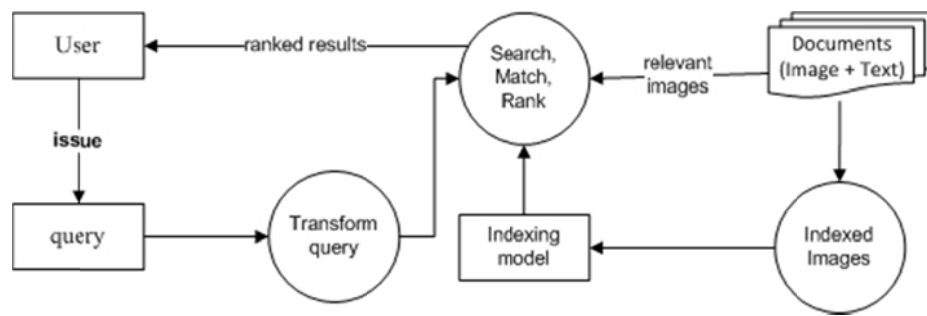 User
ranked results
Search,
Match,
Rank
relevant
images
Documents
(Image + Text)
issue
query
Transform
query
Indexing
model
Indexed
Images